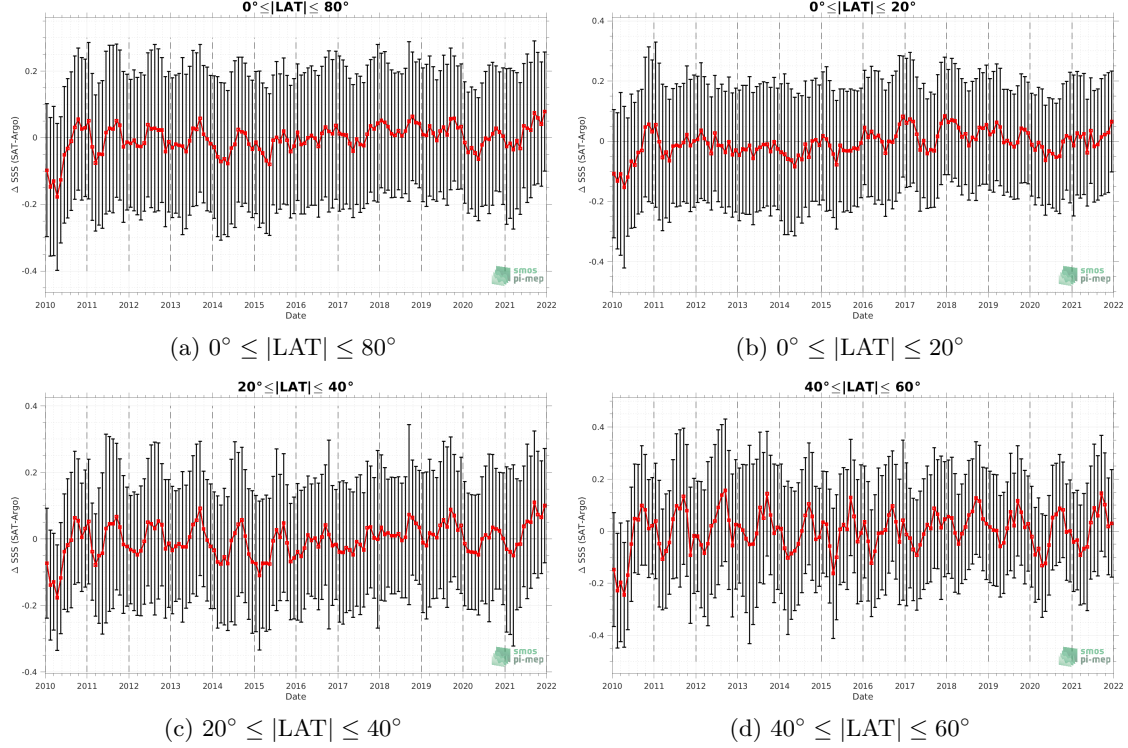 0°≤|LAT|≤ 80°
Δ SSS (SAT-Argo)
0.2
0
-0.2
-0.4
2010 2011 2012 2013 2014 2015 2016 2017 2018 2019 2020 2021 2022
Date
smos
pi-mep
(a) 0° ≤ |LAT| ≤ 80°
0°≤|LAT|≤ 20°
Δ SSS (SAT-Argo)
0.4
0.2
0
-0.2
-0.4
2010 2011 2012 2013 2014 2015 2016 2017 2018 2019 2020 2021 2022
Date
smos
pi-mep
(b) 0° ≤ |LAT| ≤ 20°
20°≤|LAT|≤ 40°
Δ SSS (SAT-Argo)
0.4
0.2
0
-0.2
-0.4
2010 2011 2012 2013 2014 2015 2016 2017 2018 2019 2020 2021 2022
Date
smos
pi-mep
(c) 20° ≤ |LAT| ≤ 40°
40°≤|LAT|≤ 60°
Δ SSS (SAT-Argo)
0.4
0.2
0
-0.2
-0.4
2010 2011 2012 2013 2014 2015 2016 2017 2018 2019 2020 2021 2022
Date
smos
pi-mep
(d) 40° ≤ |LAT| ≤ 60°